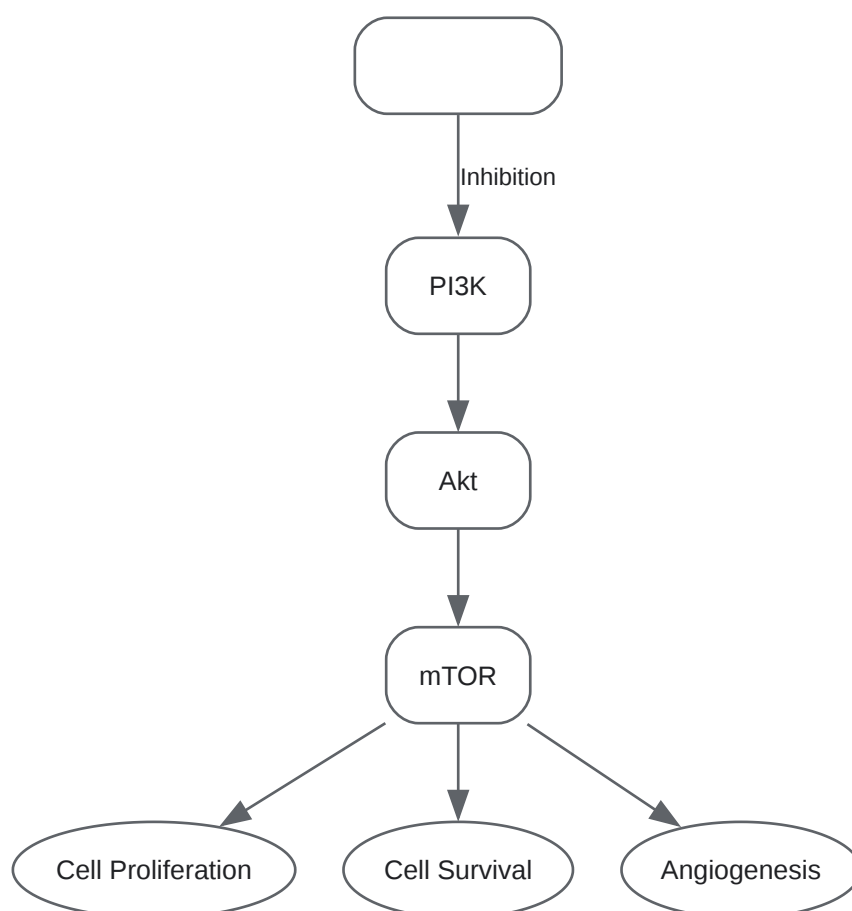 Inhibition
PI3K
Akt
mTOR
Cell Proliferation
Cell Survival
Angiogenesis